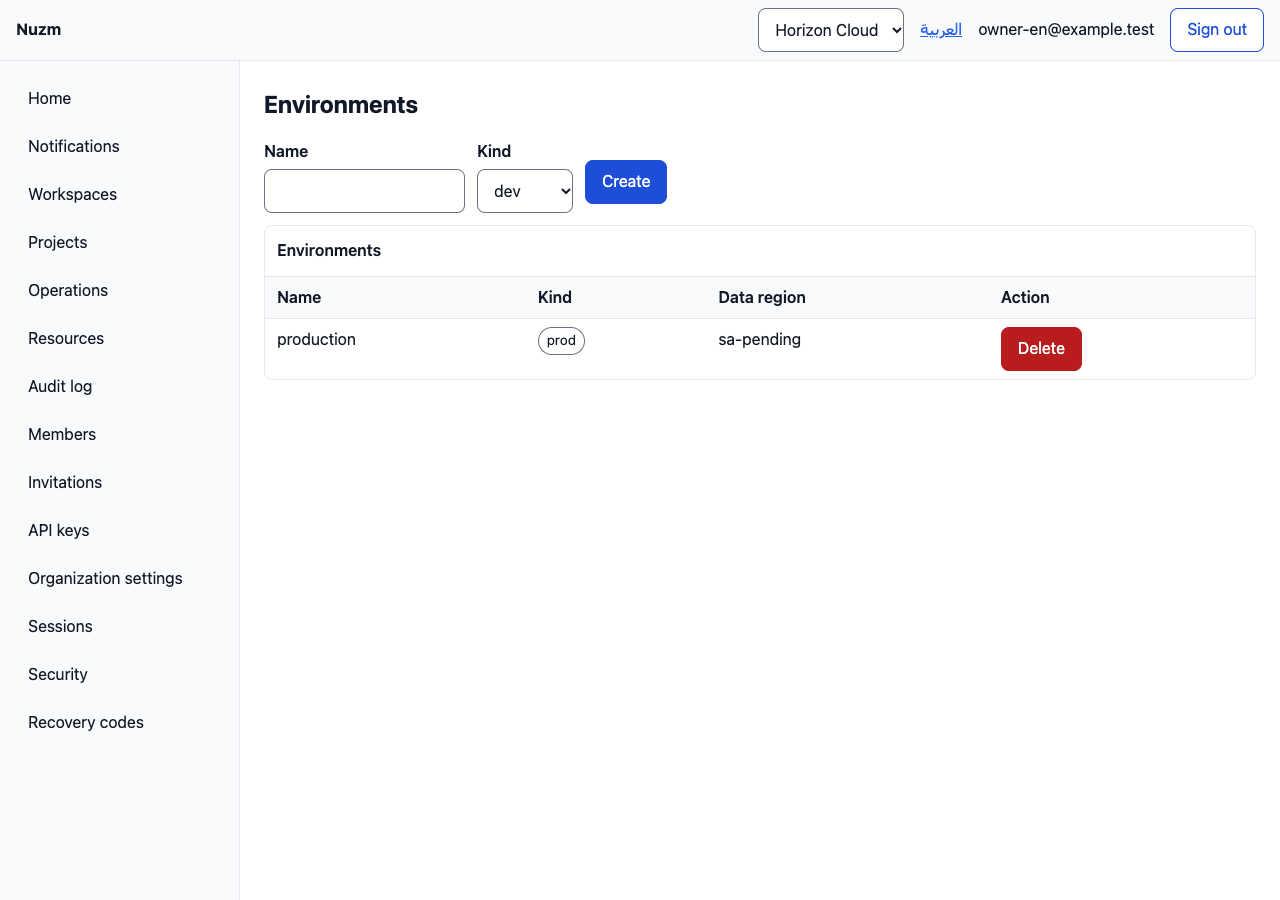 Nuzm
Horizon Cloud العربية owner-en@example.test Sign out
Home
Notifications
Workspaces
Projects
Operations
Resources
Audit log
Members
Invitations
API keys
Organization settings
Sessions
Security
Recovery codes
Environments
Name Kind
dev Create
Environments
Name Kind Data region Action
production prod sa-pending Delete